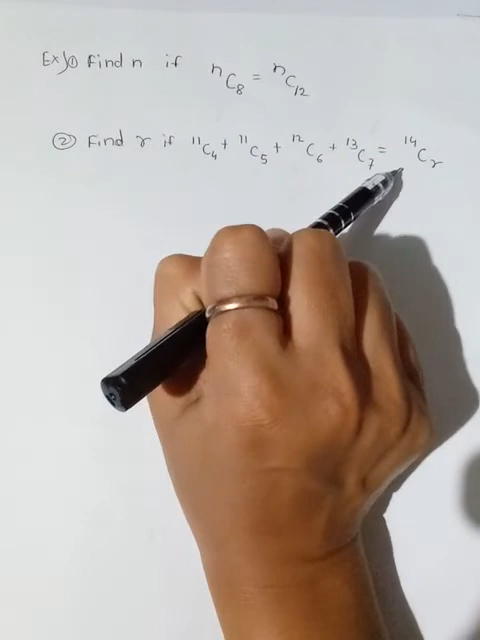 Ex) ① Find n if ⁿC₈ = ⁿC₁₂
② Find r if ¹¹C₄ + ¹¹C₅ + ¹²C₆ + ¹³C₇ = ¹⁴Cᵣ